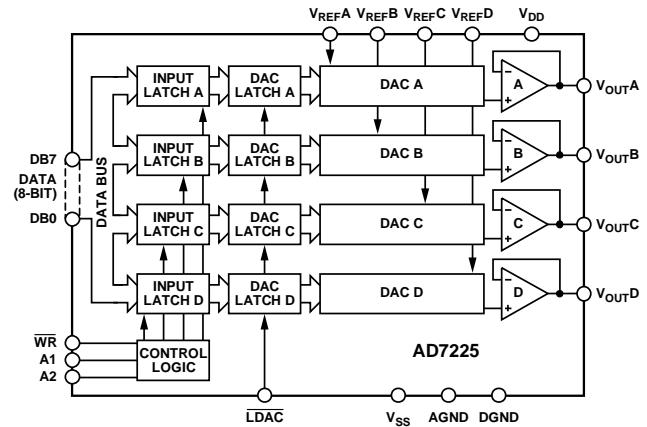 VREFA VREFB VREFC VREFD VDD
INPUT LATCH A
DAC LATCH A
DAC A
A
VOUTA
INPUT LATCH B
DAC LATCH B
DAC B
B
VOUTB
DB7
DATA (8-BIT)
DB0
DATA BUS
INPUT LATCH C
DAC LATCH C
DAC C
C
VOUTC
INPUT LATCH D
DAC LATCH D
DAC D
D
VOUTD
WR
A1
A2
CONTROL LOGIC
AD7225
LDAC
VSS
AGND
DGND